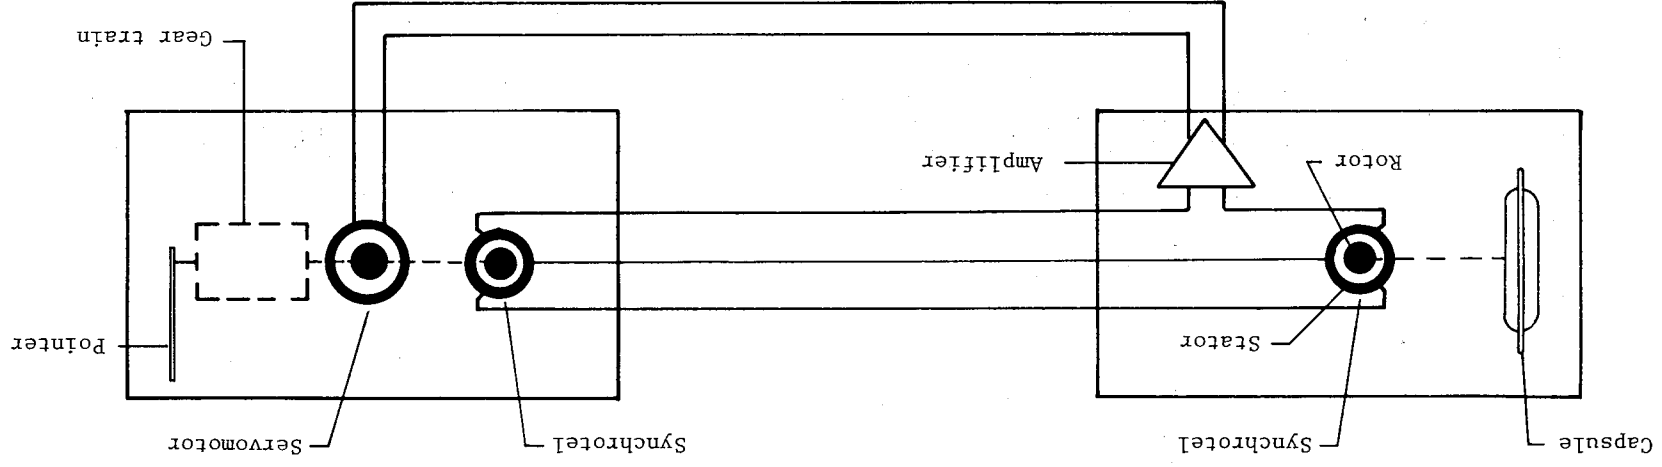 Capsule
Synchrotel
Synchrotel
Servomotor
Stator
Pointer
Rotor
Amplifier
Gear train